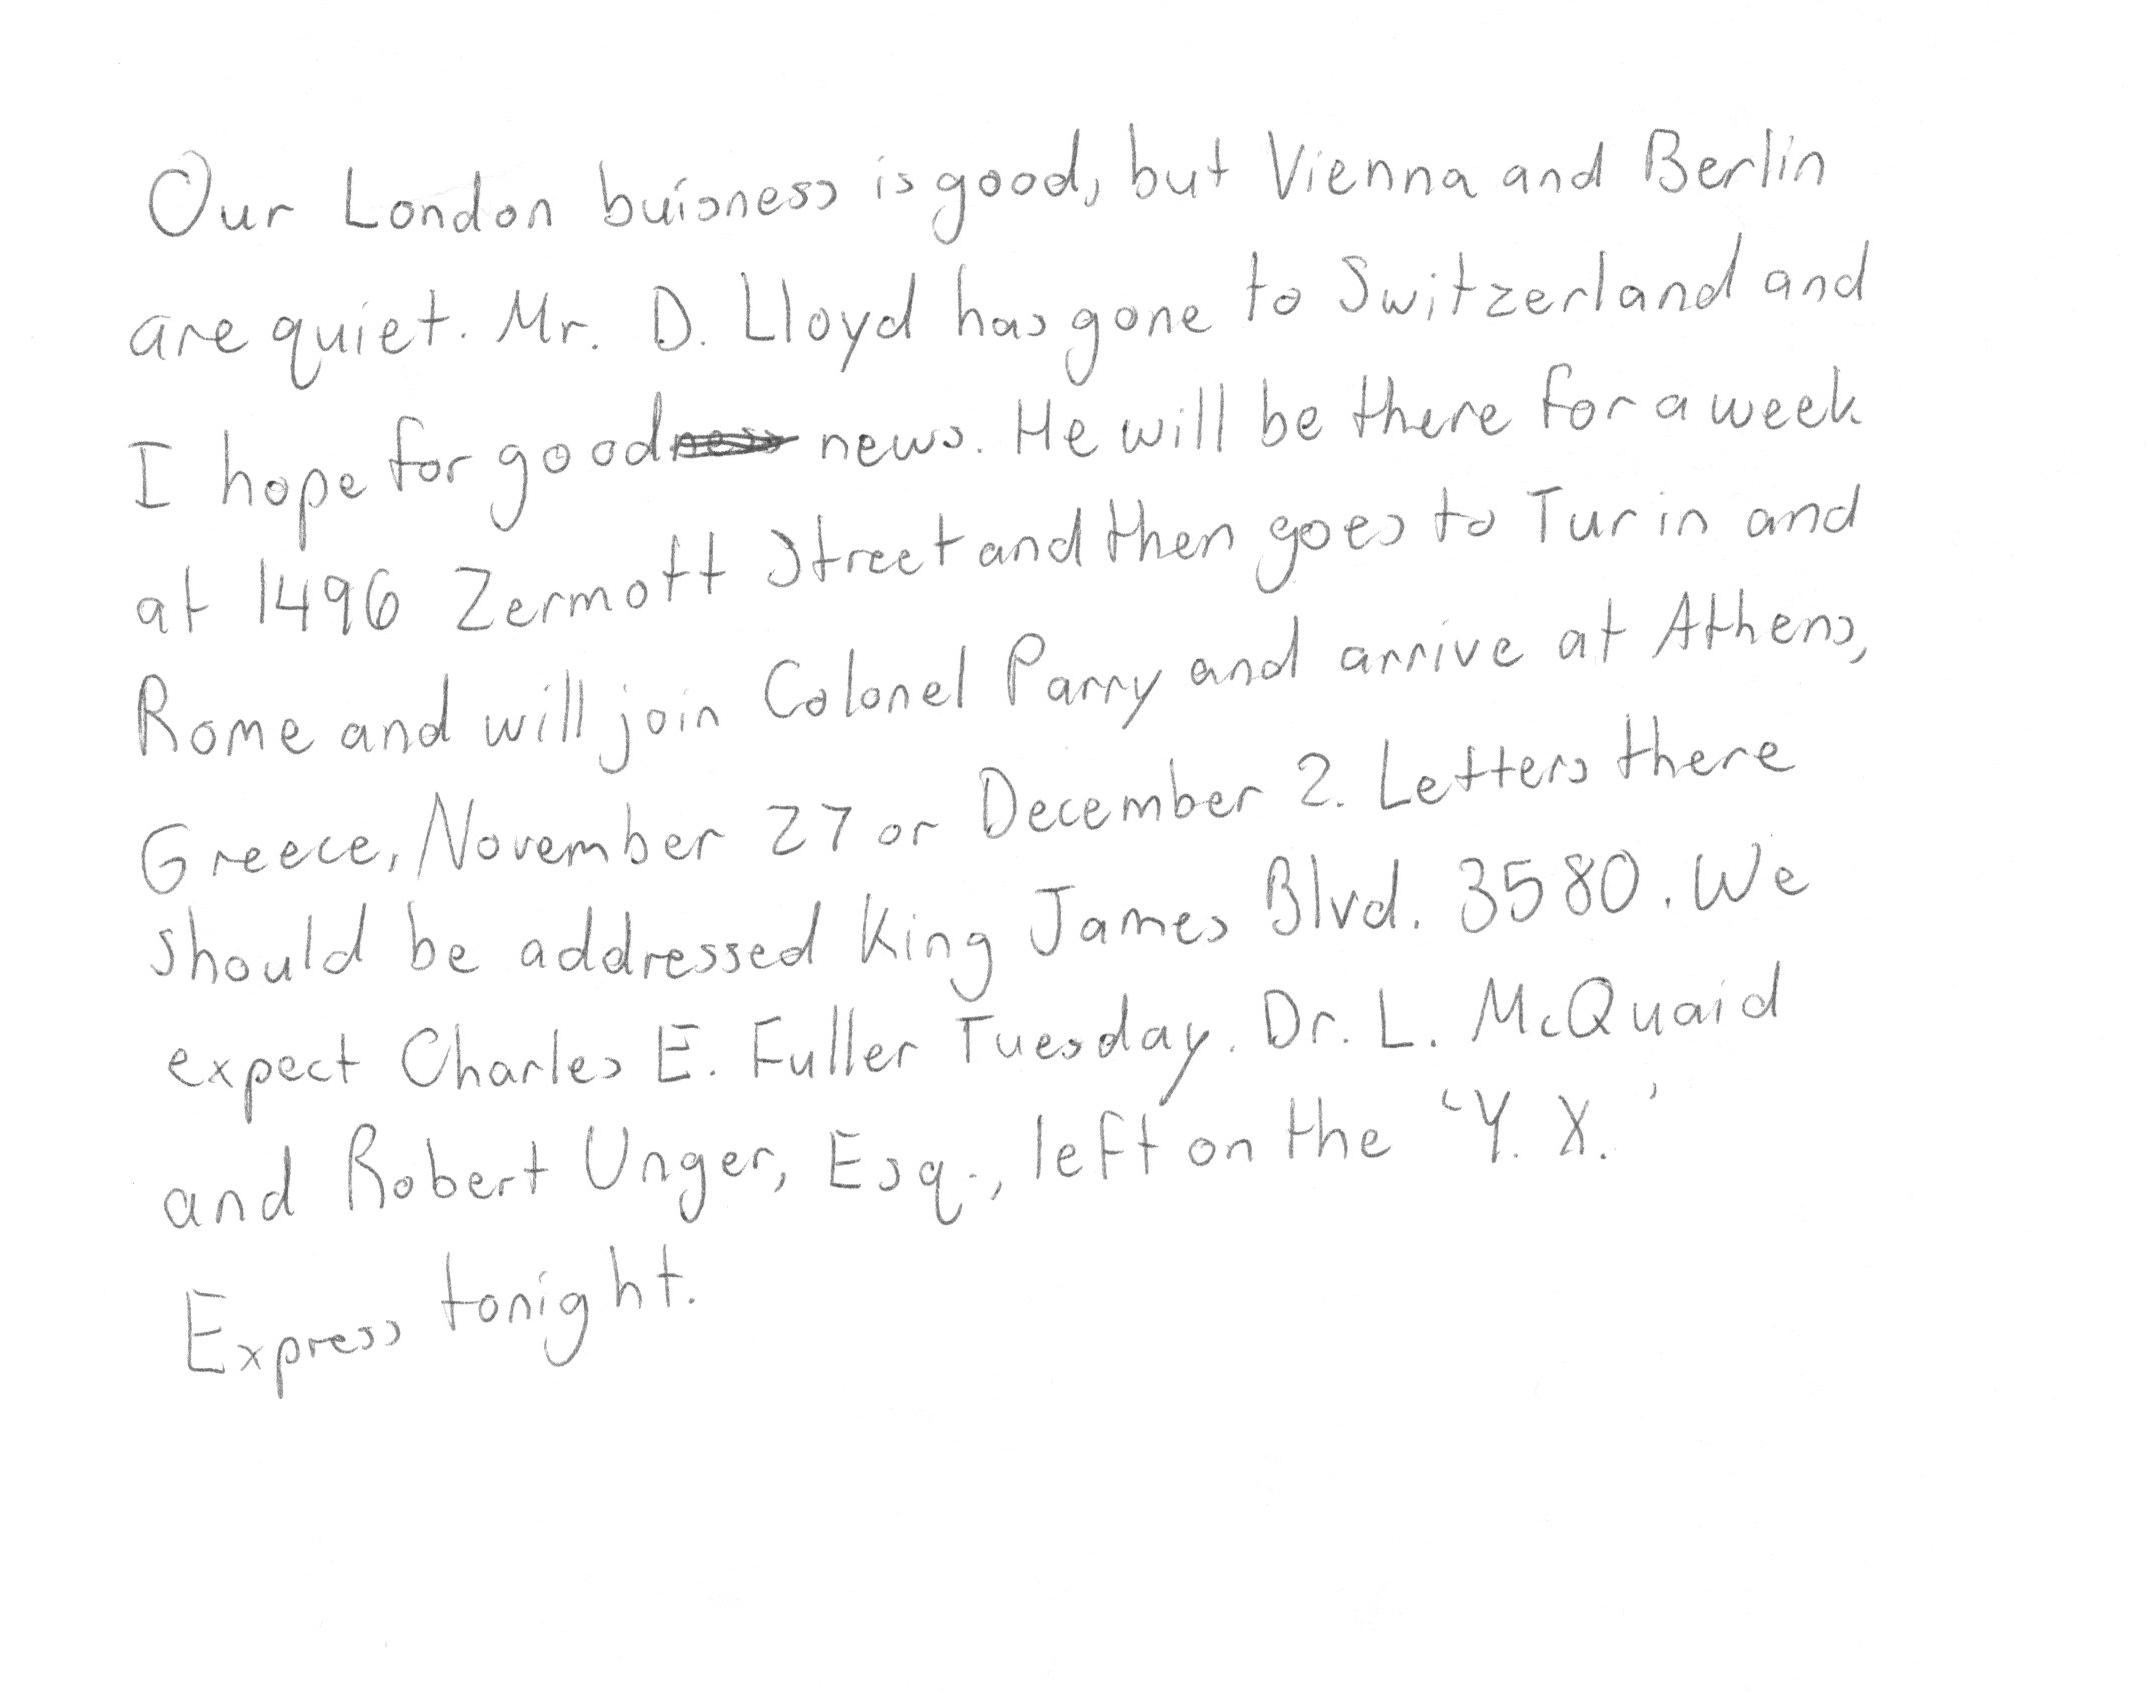 Our London buisness is good, but Vienna and Berlin
are quiet. Mr. D. Lloyd has gone to Switzerland and
I hope for good news. He will be there for a week
at 1496 Zermott Street and then goes to Turin and
Rome and will join Colonel Parry and arrive at Athens,
Greece, November 27 or December 2. Letters there
should be addressed King James Blvd. 3580. We
expect Charles E. Fuller Tuesday. Dr. L. McQuaid
and Robert Unger, Esq., left on the 'Y. X.'
Express tonight.